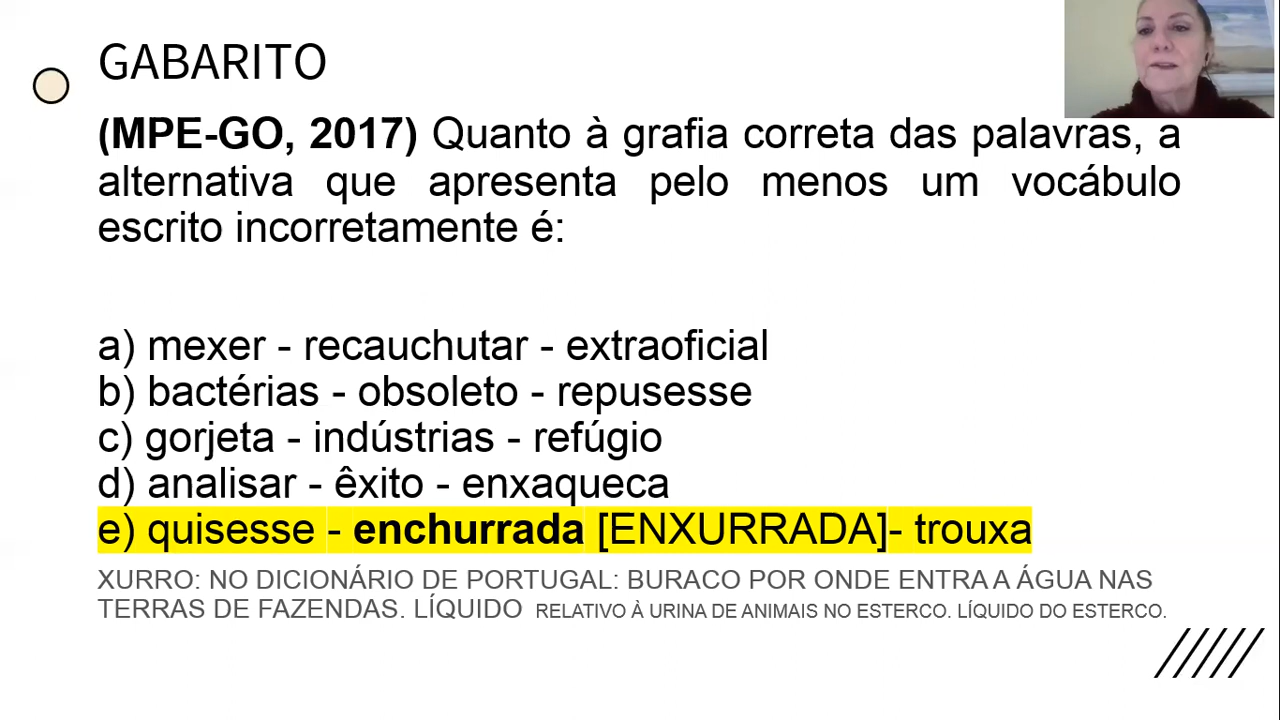 GABARITO
(MPE-GO, 2017) Quanto à grafia correta das palavras, a
alternativa que apresenta pelo menos um vocábulo
escrito incorretamente é:
a) mexer - recauchutar - extraoficial
b) bactérias - obsoleto - repusesse
c) gorjeta - indústrias - refúgio
d) analisar - êxito - enxaqueca
e) quisesse - enchurrada [ENXURRADA]- trouxa
XURRO: NO DICIONÁRIO DE PORTUGAL: BURACO POR ONDE ENTRA A ÁGUA NAS
TERRAS DE FAZENDAS. LÍQUIDO RELATIVO À URINA DE ANIMAIS NO ESTERCO. LÍQUIDO DO ESTERCO.